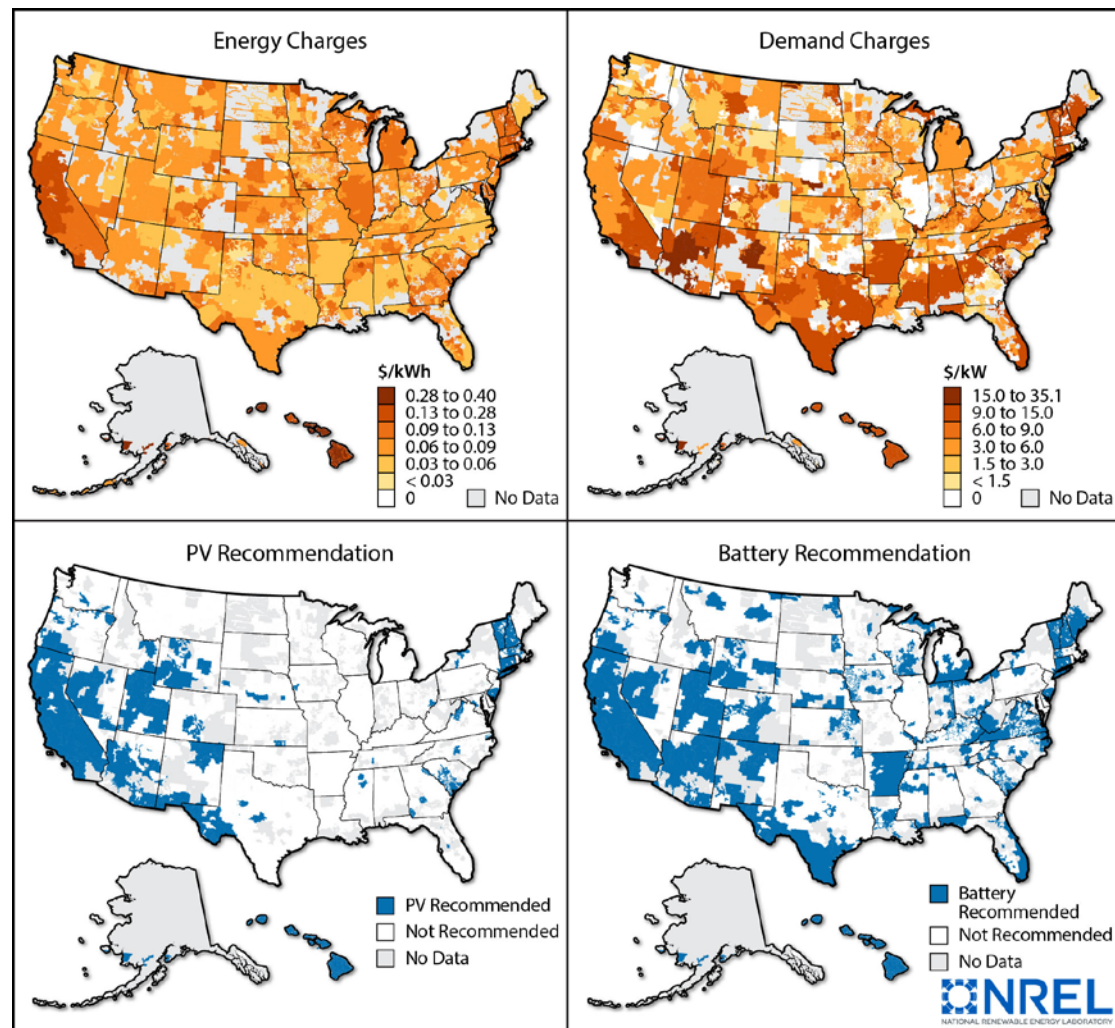 Energy Charges
$/kWh
0.28 to 0.40
0.13 to 0.28
0.09 to 0.13
0.06 to 0.09
0.03 to 0.06
< 0.03
0
No Data
Demand Charges
$/kW
15.0 to 35.1
9.0 to 15.0
6.0 to 9.0
3.0 to 6.0
1.5 to 3.0
< 1.5
0
No Data
PV Recommendation
PV Recommended
Not Recommended
No Data
Battery Recommendation
Battery
Recommended
Not Recommended
No Data
NREL
NATIONAL RENEWABLE ENERGY LABORATORY